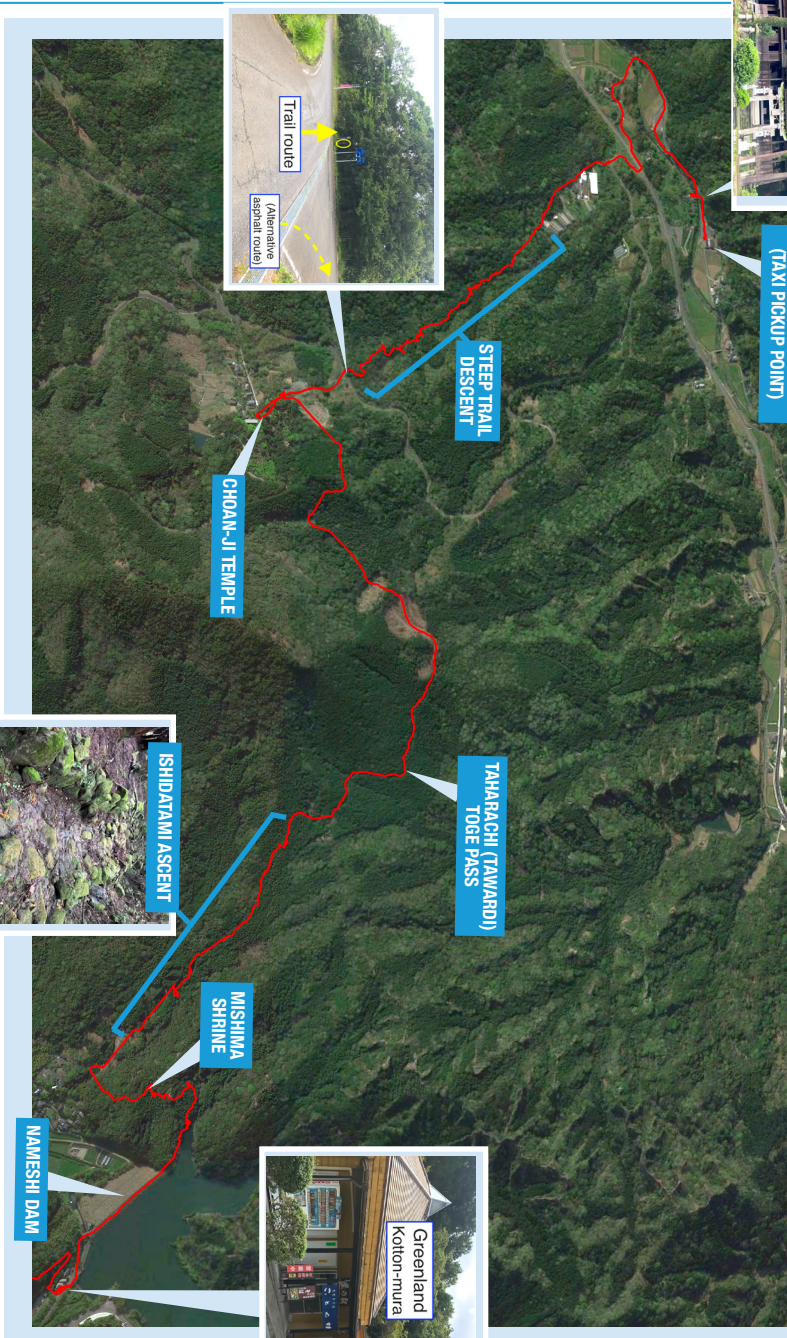 (TAXI PICKUP POINT)
Trail route
(Alternative
asphalt route)
STEEP TRAIL
DESCENT
CHOAN-JI TEMPLE
TAHARACHI (TAWARDI)
TOGE PASS
ISHIDATAMI ASCENT
MISHIMA
SHRINE
NAMESHI DAM
Greenland
Kotton-mura